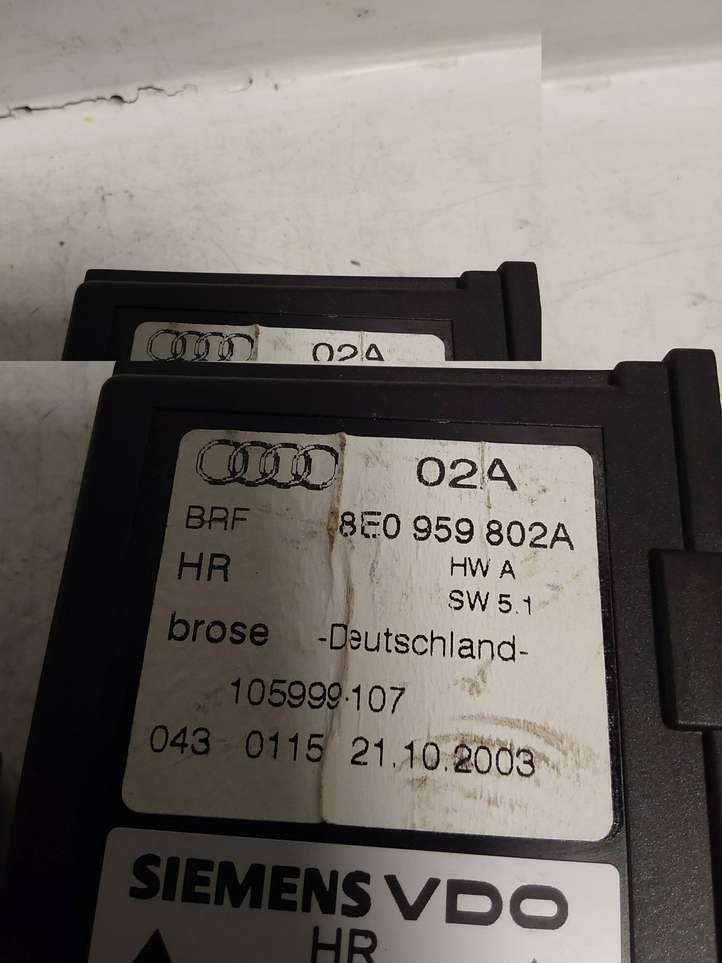 02A
02A
BRF 8E0 959 802A
HR HW A
SW 5.1
brose -Deutschland-
105999-107
043 0115 21.10.2003
SIEMENS VDO
HR